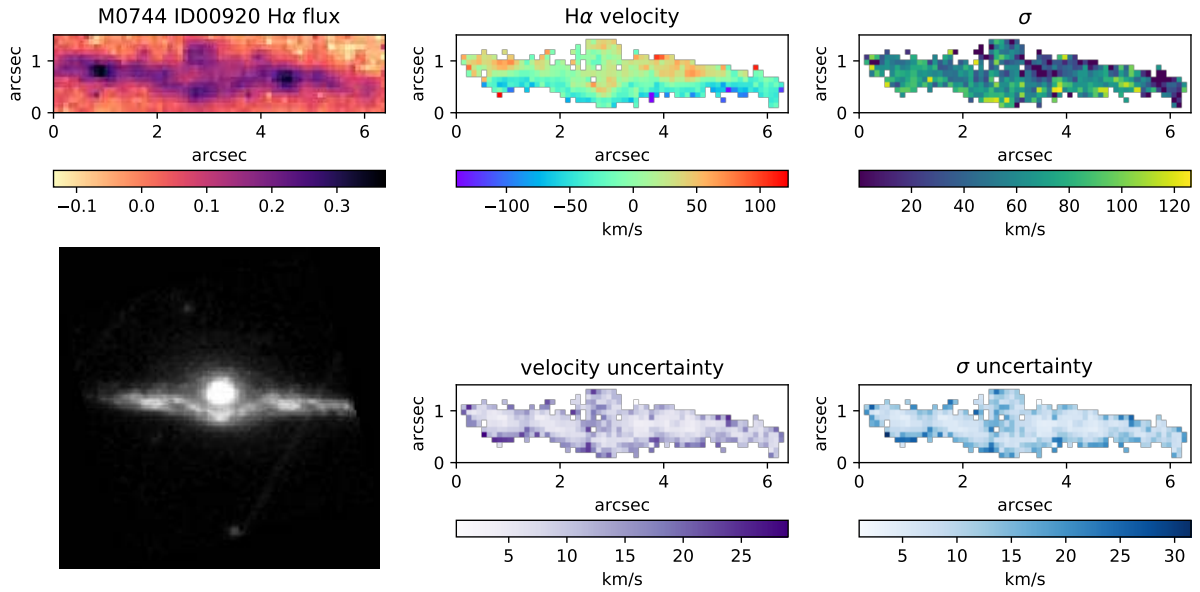 M0744 ID00920 Hα flux
Hα velocity
σ
arcsec
1
0
0 2 4 6
arcsec
−0.1 0.0 0.1 0.2 0.3
arcsec
1
0
0 2 4 6
arcsec
−100 −50 0 50 100
km/s
arcsec
1
0
0 2 4 6
arcsec
20 40 60 80 100 120
km/s
velocity uncertainty
σ uncertainty
arcsec
1
0
0 2 4 6
arcsec
5 10 15 20 25
km/s
arcsec
1
0
0 2 4 6
arcsec
5 10 15 20 25 30
km/s